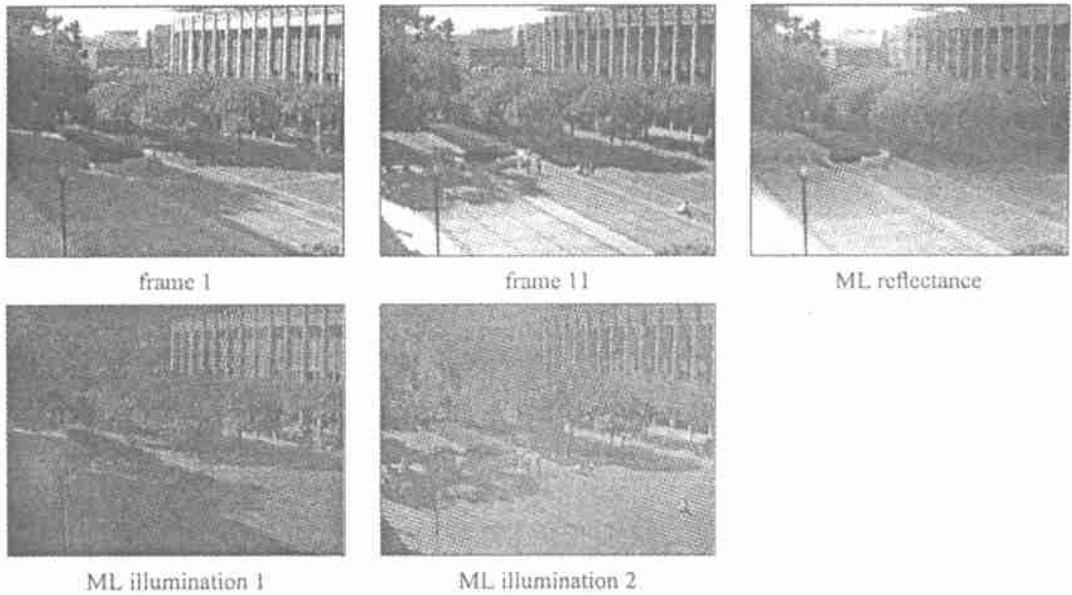 frame 1
frame 11
ML reflectance
ML illumination 1
ML illumination 2